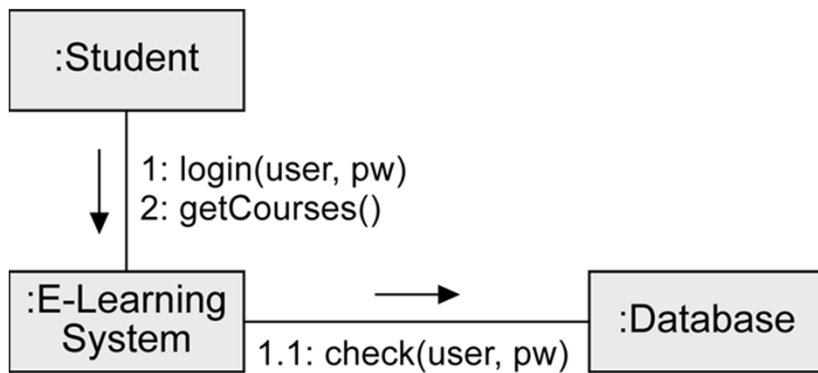 :Student
1: login(user, pw)
2: getCourses()
:E-Learning
System
1.1: check(user, pw)
:Database